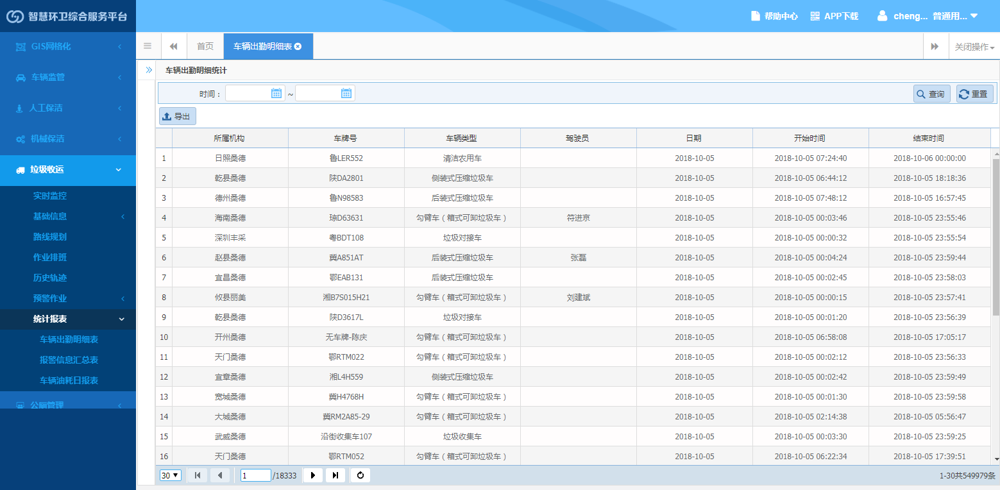 智慧环卫综合服务平台
帮助中心 APP下载 cheng... 普通用...
GIS网格化
车辆监管
人工保洁
机械保洁
垃圾收运
实时监控
基础信息
路线规划
作业排班
历史轨迹
预警作业
统计报表
车辆出勤明细表
报警信息汇总表
车辆油耗日报表
公厕管理
首页 车辆出勤明细表 关闭操作
车辆出勤明细统计
时间： ~ 查询 重置
导出
所属机构 车牌号 车辆类型 驾驶员 日期 开始时间 结束时间
1 日照桑德 鲁LER552 清洁农用车 2018-10-05 2018-10-05 07:24:40 2018-10-06 00:00:00
2 乾县桑德 陕DA2801 侧装式压缩垃圾车 2018-10-05 2018-10-05 06:44:12 2018-10-05 18:18:36
3 德州桑德 鲁N98583 后装式压缩垃圾车 2018-10-05 2018-10-05 07:48:12 2018-10-05 16:57:45
4 海南桑德 琼D63631 勾臂车（箱式可卸垃圾车） 符进京 2018-10-05 2018-10-05 00:03:46 2018-10-05 23:55:46
5 深圳丰采 粤BDT108 垃圾对接车 2018-10-05 2018-10-05 00:00:32 2018-10-05 23:55:54
6 赵县桑德 冀A851AT 后装式压缩垃圾车 张磊 2018-10-05 2018-10-05 00:04:24 2018-10-05 23:59:44
7 宜昌桑德 鄂EAB131 后装式压缩垃圾车 2018-10-05 2018-10-05 00:02:45 2018-10-05 23:58:03
8 攸县丽美 湘B7S015H21 勾臂车（箱式可卸垃圾车） 刘建斌 2018-10-05 2018-10-05 00:00:15 2018-10-05 23:57:41
9 乾县桑德 陕D3617L 垃圾对接车 2018-10-05 2018-10-05 00:01:20 2018-10-05 23:56:39
10 开州桑德 无车牌-陈庆 勾臂车（箱式可卸垃圾车） 2018-10-05 2018-10-05 06:58:08 2018-10-05 17:05:17
11 天门桑德 鄂RTM022 勾臂车（箱式可卸垃圾车） 2018-10-05 2018-10-05 00:02:12 2018-10-05 23:56:33
12 宜章桑德 湘L4H559 侧装式压缩垃圾车 2018-10-05 2018-10-05 00:02:42 2018-10-05 23:59:49
13 宽城桑德 冀H4768H 勾臂车（箱式可卸垃圾车） 2018-10-05 2018-10-05 00:01:30 2018-10-05 23:59:58
14 大城桑德 冀RM2A85-29 勾臂车（箱式可卸垃圾车） 2018-10-05 2018-10-05 02:14:38 2018-10-05 05:56:47
15 武威桑德 沿街收集车107 垃圾收集车 2018-10-05 2018-10-05 00:03:30 2018-10-05 23:59:25
16 天门桑德 鄂RTM052 勾臂车（箱式可卸垃圾车） 2018-10-05 2018-10-05 06:22:34 2018-10-05 17:39:51
30 1 /18333 1-30共549979条